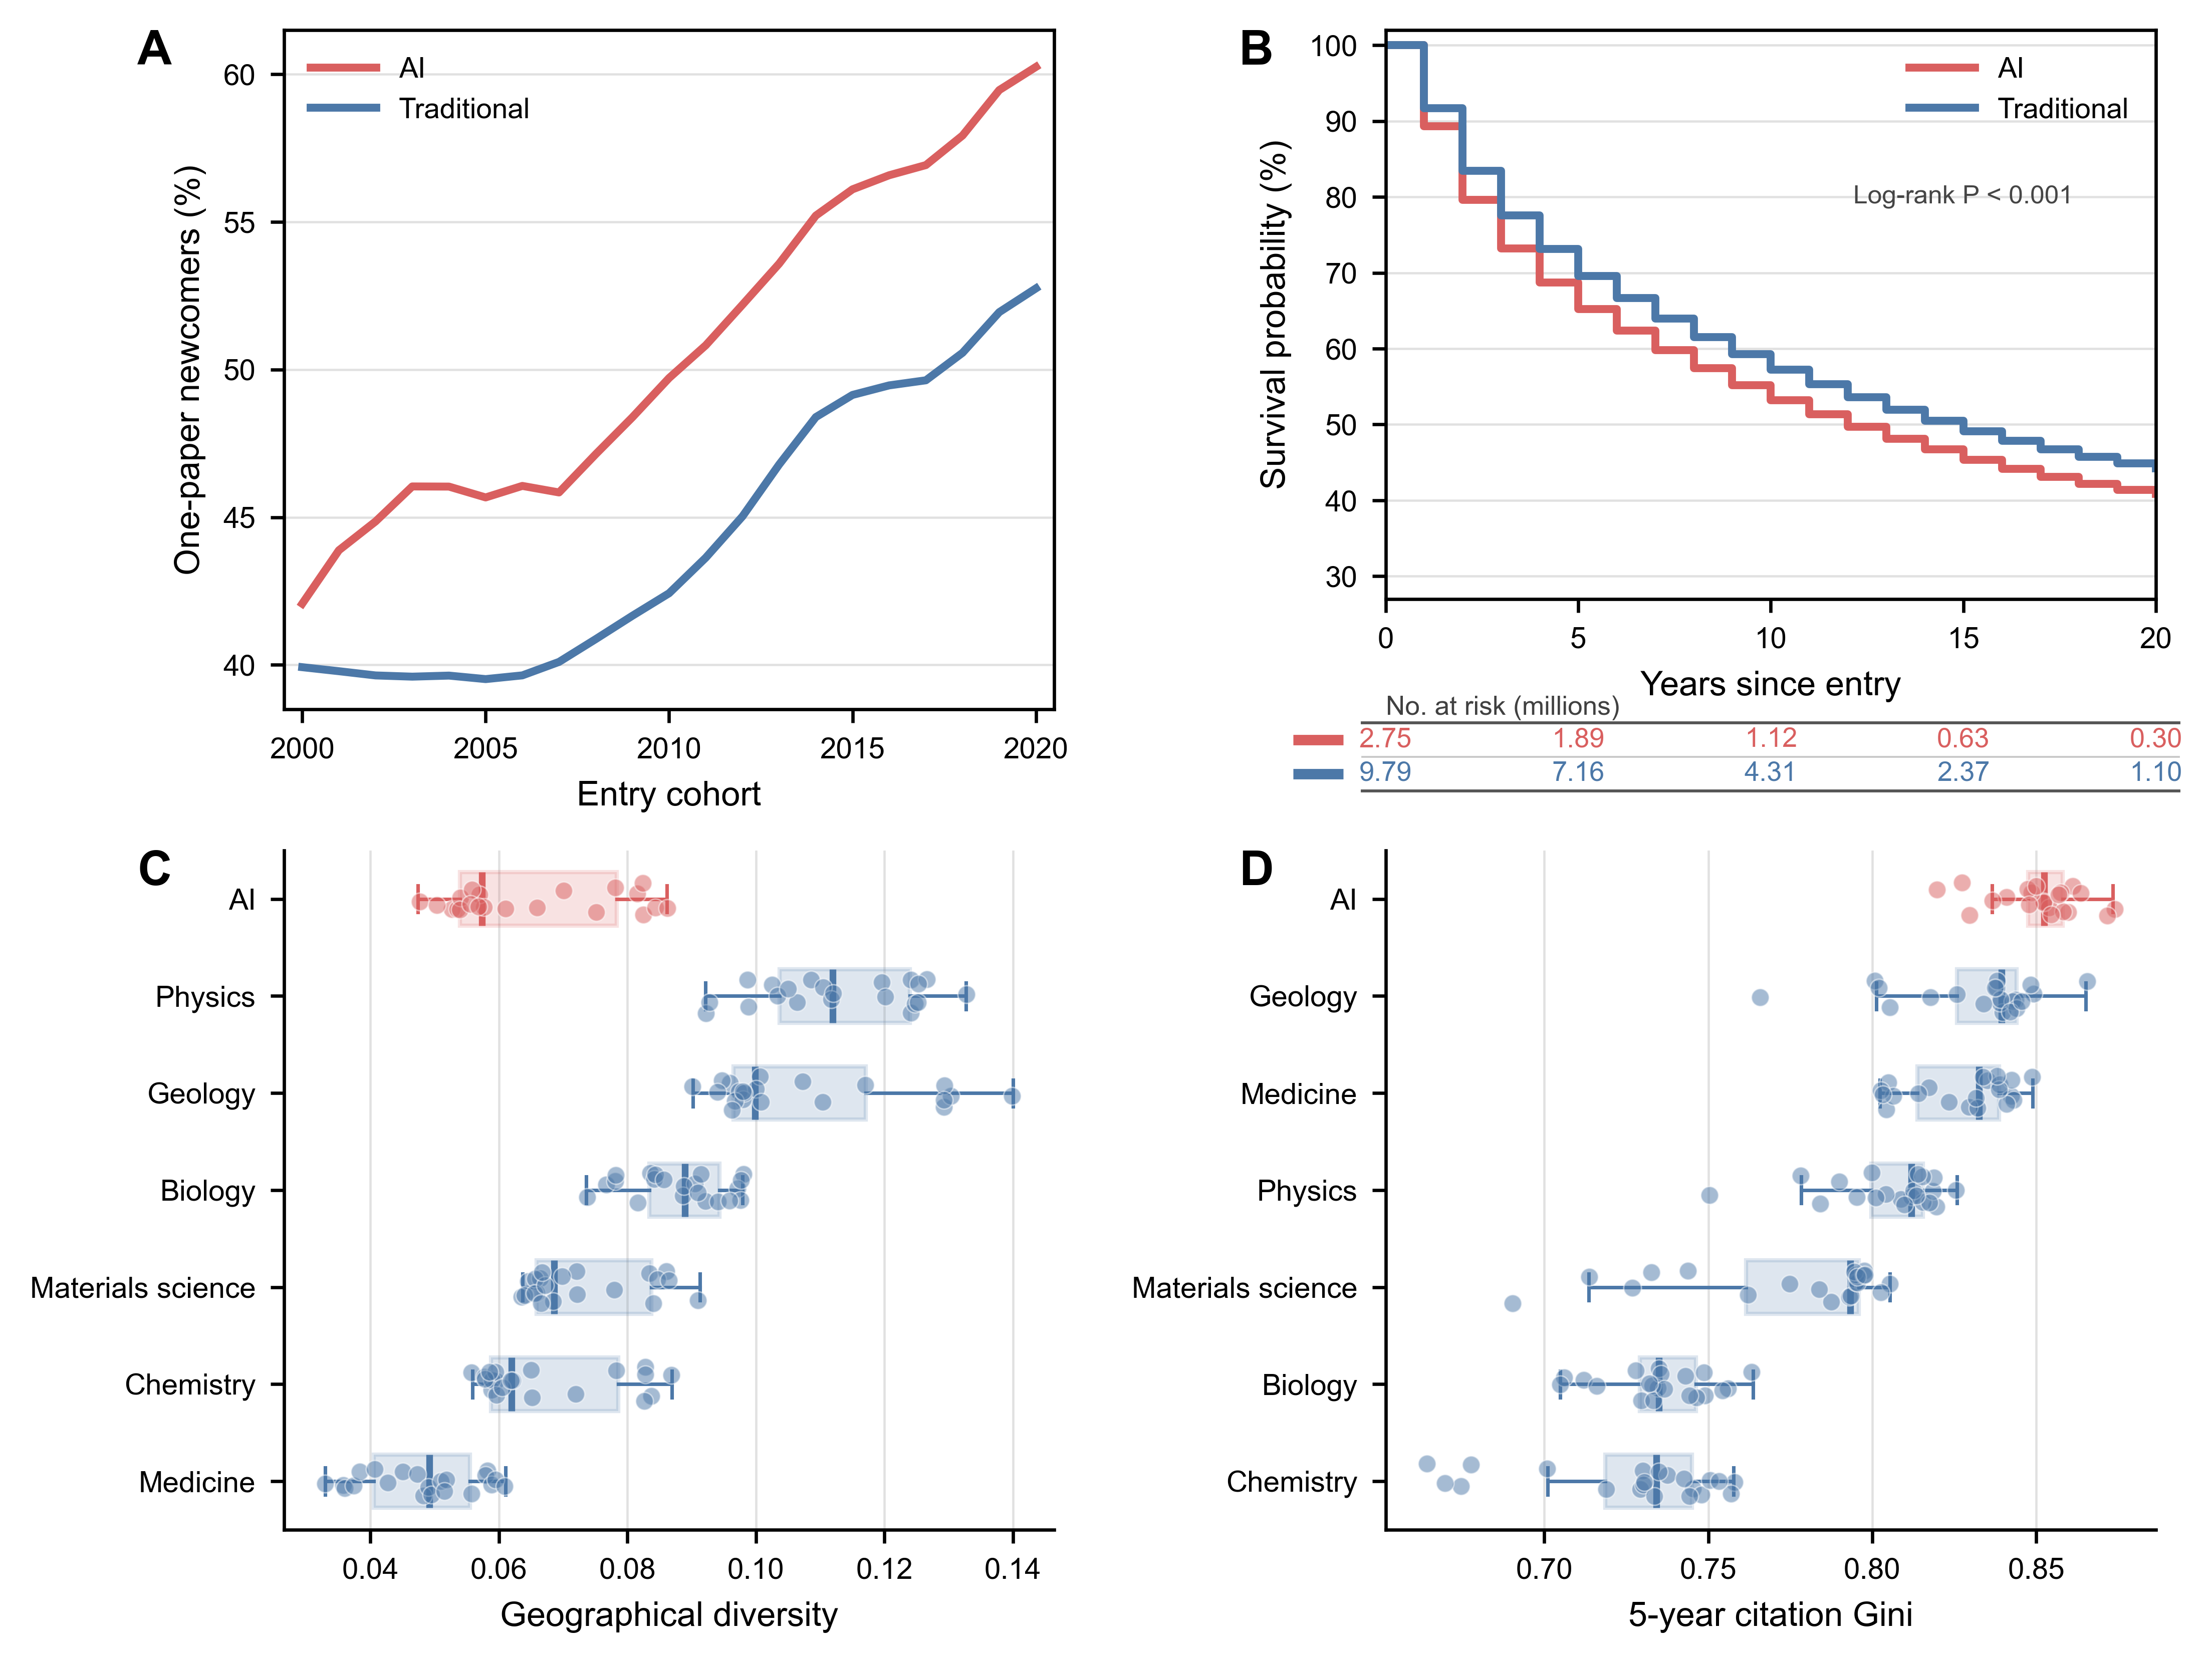 A
AI
Traditional
One-paper newcomers (%)
60
55
50
45
40
2000 2005 2010 2015 2020
Entry cohort
B
AI
Traditional
Log-rank P < 0.001
Survival probability (%)
100
90
80
70
60
50
40
30
0 5 10 15 20
Years since entry
No. at risk (millions)
2.75 1.89 1.12 0.63 0.30
9.79 7.16 4.31 2.37 1.10
C
AI
Physics
Geology
Biology
Materials science
Chemistry
Medicine
0.04 0.06 0.08 0.10 0.12 0.14
Geographical diversity
D
AI
Geology
Medicine
Physics
Materials science
Biology
Chemistry
0.70 0.75 0.80 0.85
5-year citation Gini